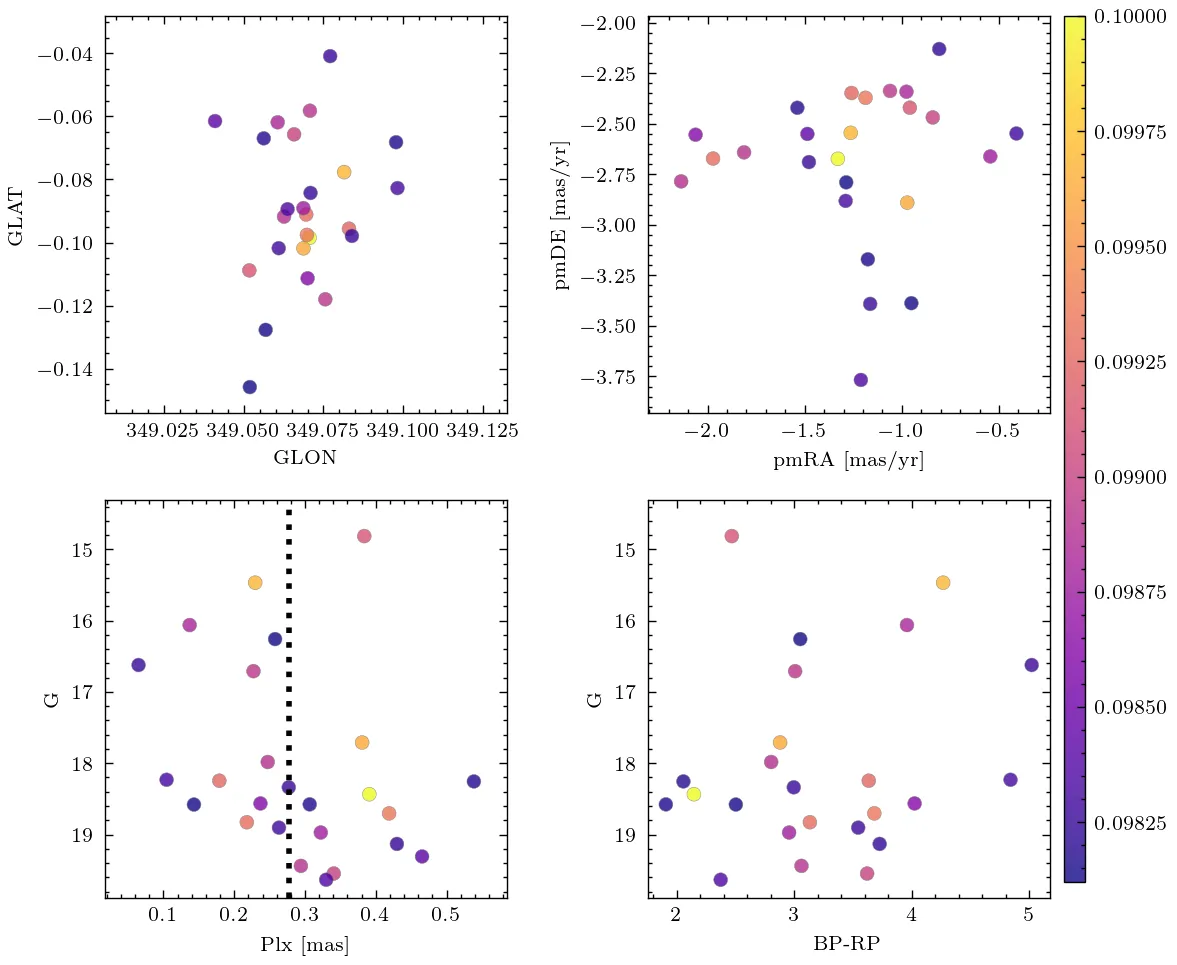 −0.04
−0.06
−0.08
−0.10
−0.12
−0.14
GLAT
349.025 349.050 349.075 349.100 349.125
GLON
−2.00
−2.25
−2.50
−2.75
−3.00
−3.25
−3.50
−3.75
pmDE [mas/yr]
−2.0 −1.5 −1.0 −0.5
pmRA [mas/yr]
15
16
17
18
19
G
0.1 0.2 0.3 0.4 0.5
Plx [mas]
15
16
17
18
19
G
2 3 4 5
BP-RP
0.10000
0.09975
0.09950
0.09925
0.09900
0.09875
0.09850
0.09825